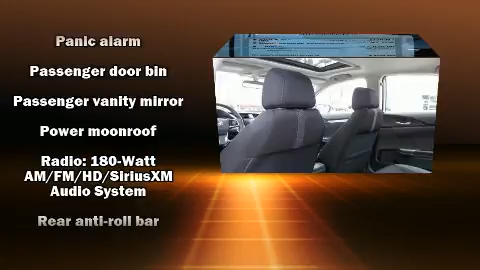 Panic alarm
Passenger door bin
Passenger vanity mirror
Power moonroof
Radio: 180-Watt
AM/FM/HD/SiriusXM
Audio System
Rear anti-roll bar